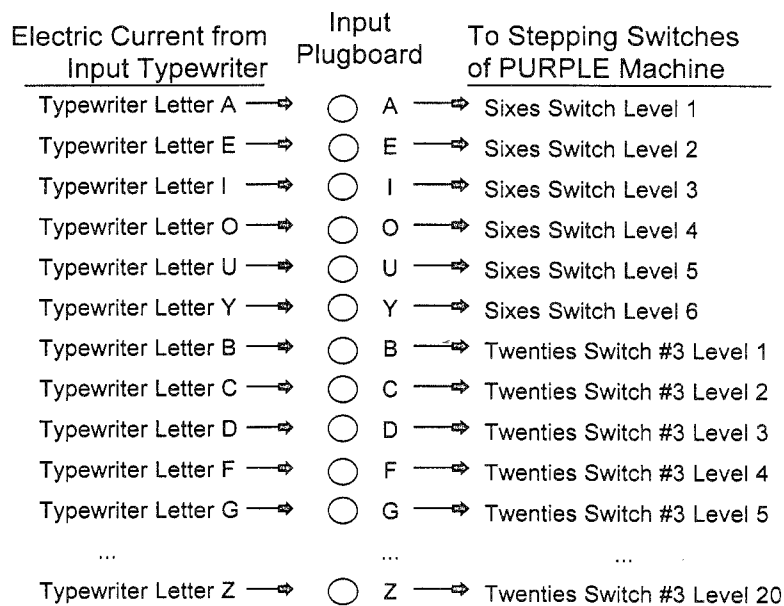 Electric Current from Input Typewriter
Input Plugboard
To Stepping Switches of PURPLE Machine
Typewriter Letter A A Sixes Switch Level 1
Typewriter Letter E E Sixes Switch Level 2
Typewriter Letter I I Sixes Switch Level 3
Typewriter Letter O O Sixes Switch Level 4
Typewriter Letter U U Sixes Switch Level 5
Typewriter Letter Y Y Sixes Switch Level 6
Typewriter Letter B B Twenties Switch #3 Level 1
Typewriter Letter C C Twenties Switch #3 Level 2
Typewriter Letter D D Twenties Switch #3 Level 3
Typewriter Letter F F Twenties Switch #3 Level 4
Typewriter Letter G G Twenties Switch #3 Level 5
... ... ...
Typewriter Letter Z Z Twenties Switch #3 Level 20